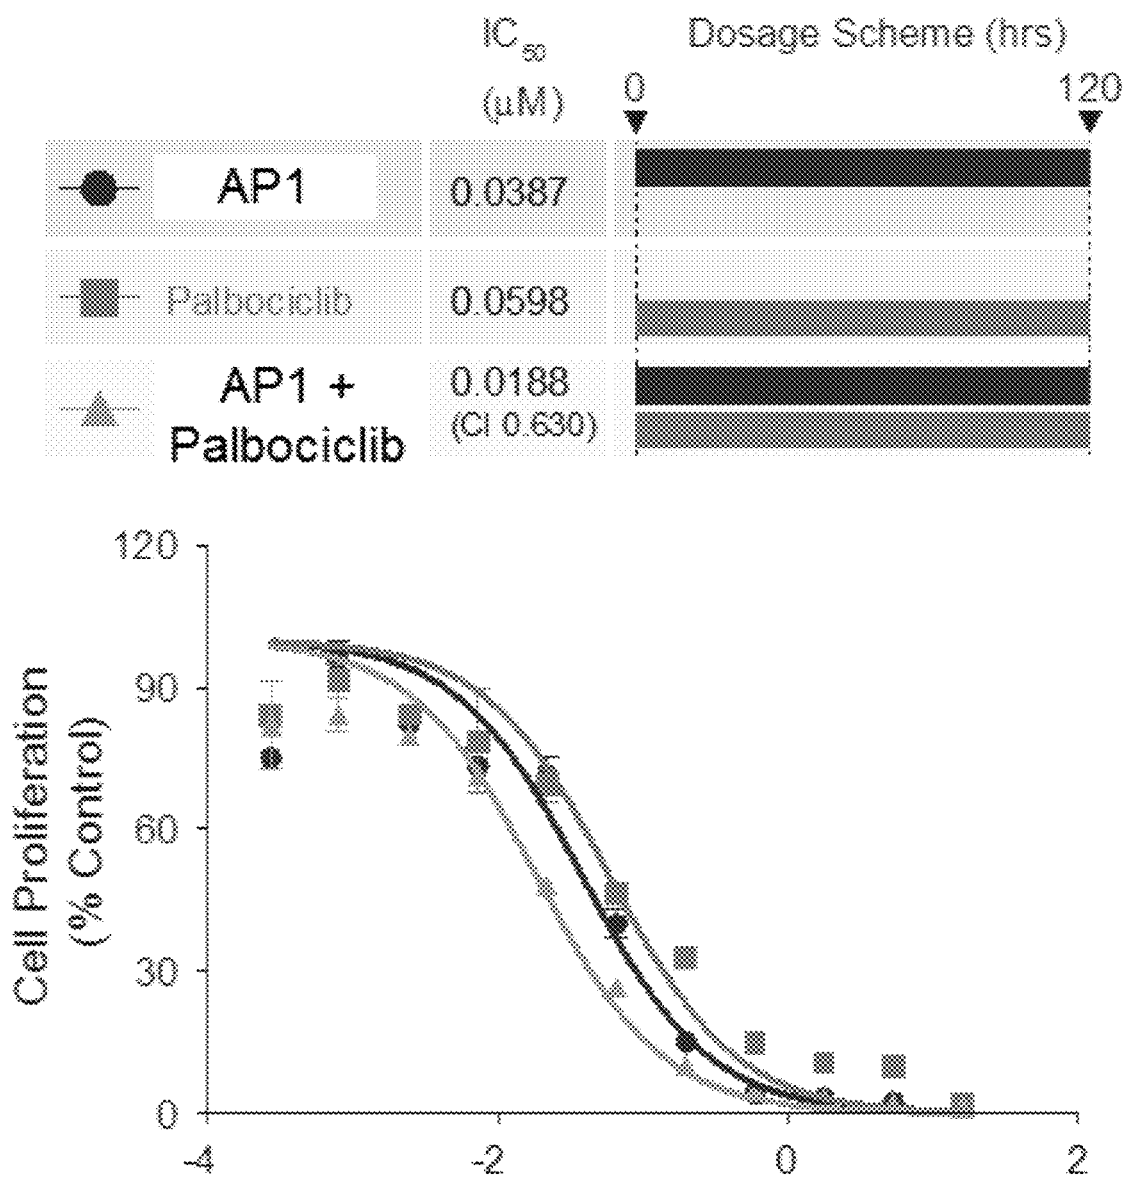 IC50 Dosage Scheme (hrs)
(μM) 0 120
AP1 0.0387
Palbociclib 0.0598
AP1 + 0.0188
Palbociclib (CI 0.630)
120
90
60
30
0
Cell Proliferation
(% Control)
-4 -2 0 2